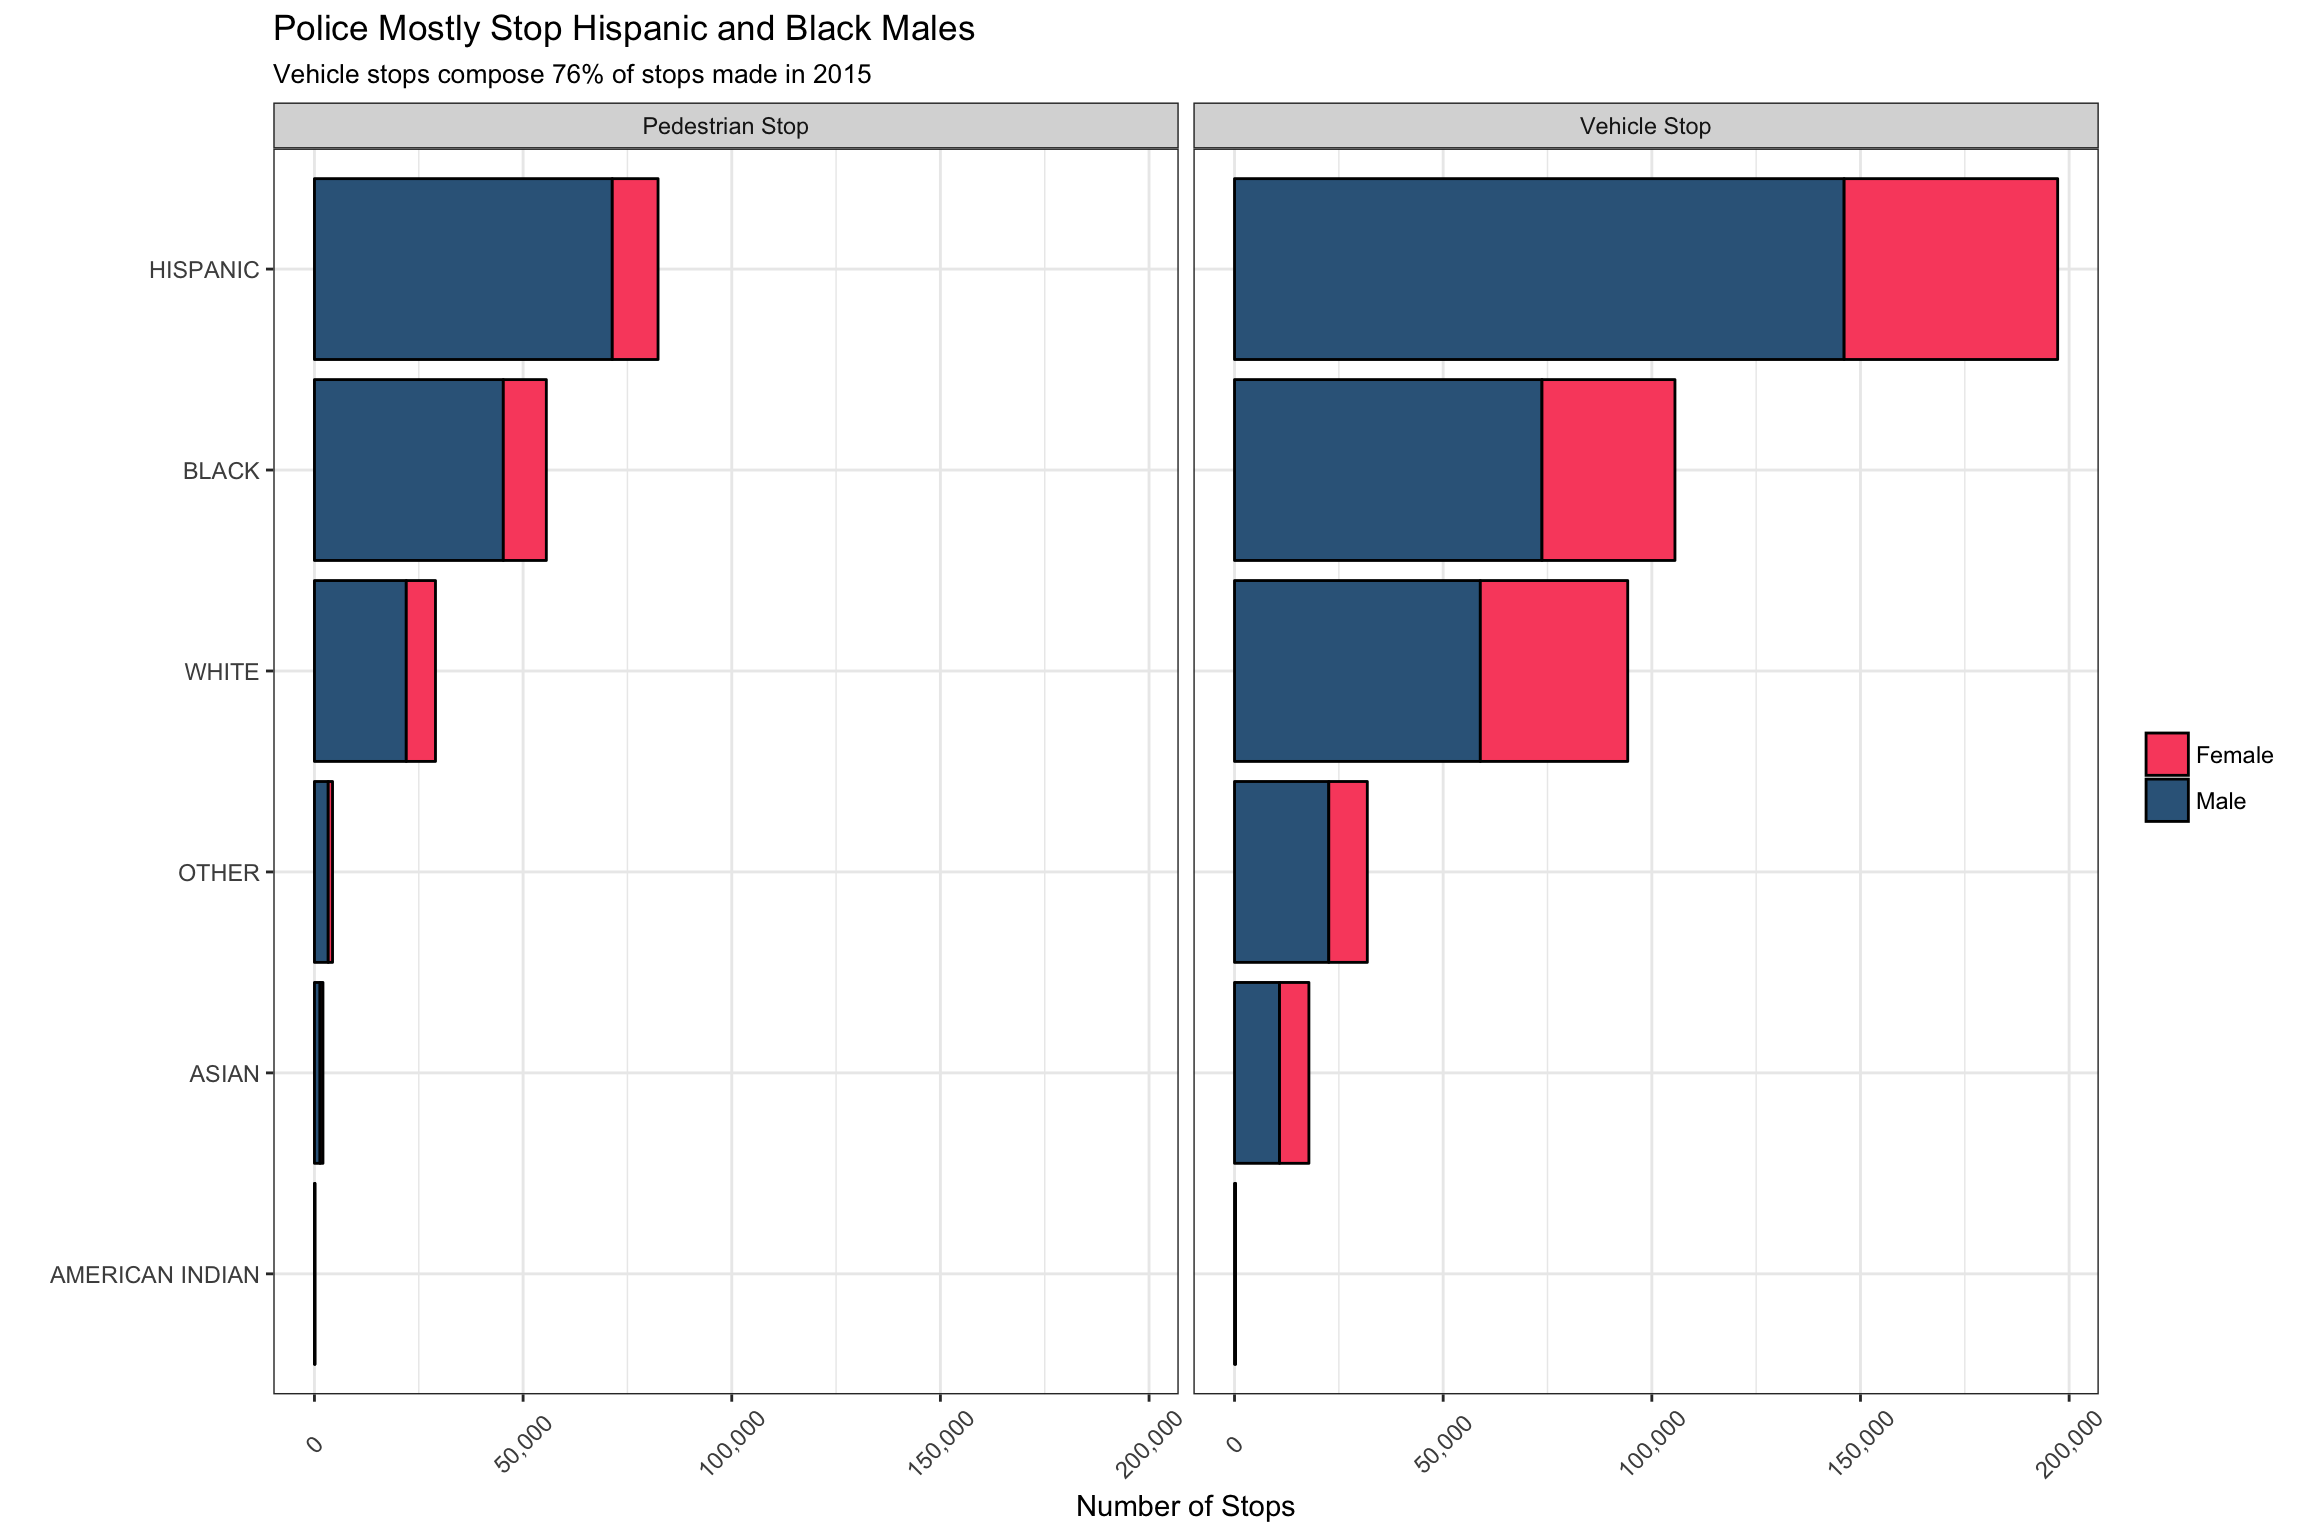 Police Mostly Stop Hispanic and Black Males
Vehicle stops compose 76% of stops made in 2015
Pedestrian Stop
Vehicle Stop
HISPANIC
BLACK
WHITE
OTHER
ASIAN
AMERICAN INDIAN
Female
Male
0 50,000 100,000 150,000 200,000
0 50,000 100,000 150,000 200,000
Number of Stops